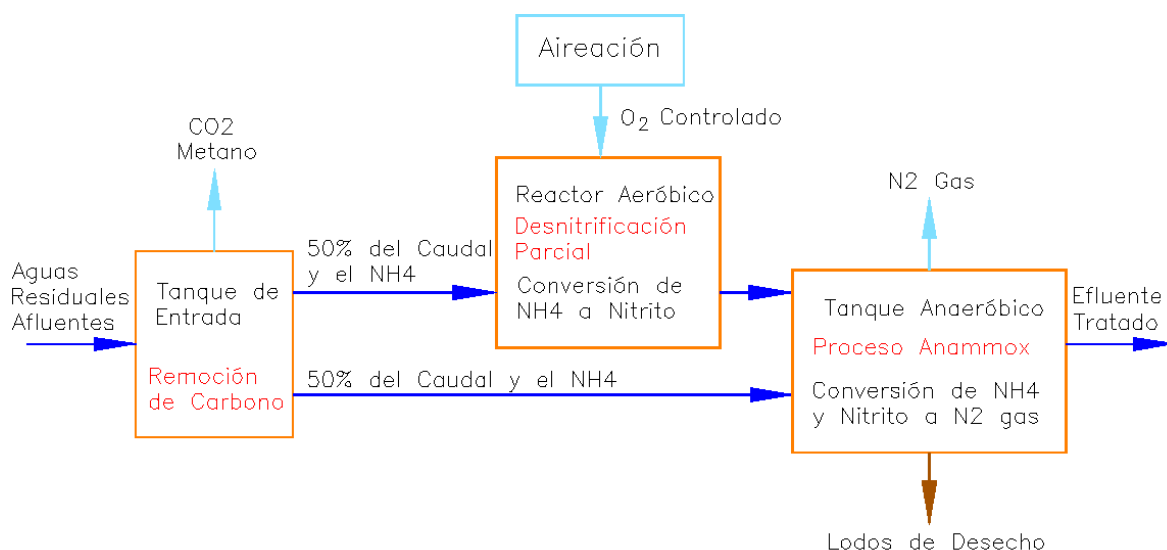 Aireación
O2 Controlado
CO2
Metano
N2 Gas
Reactor Aeróbico
Desnitrificación
Parcial
Conversión de
NH4 a Nitrito
50% del Caudal
y el NH4
Aguas
Residuales
Afluentes
Tanque de
Entrada
Remoción
de Carbono
50% del Caudal y el NH4
Tanque Anaeróbico
Proceso Anammox
Conversión de NH4
y Nitrito a N2 gas
Efluente
Tratado
Lodos de Desecho